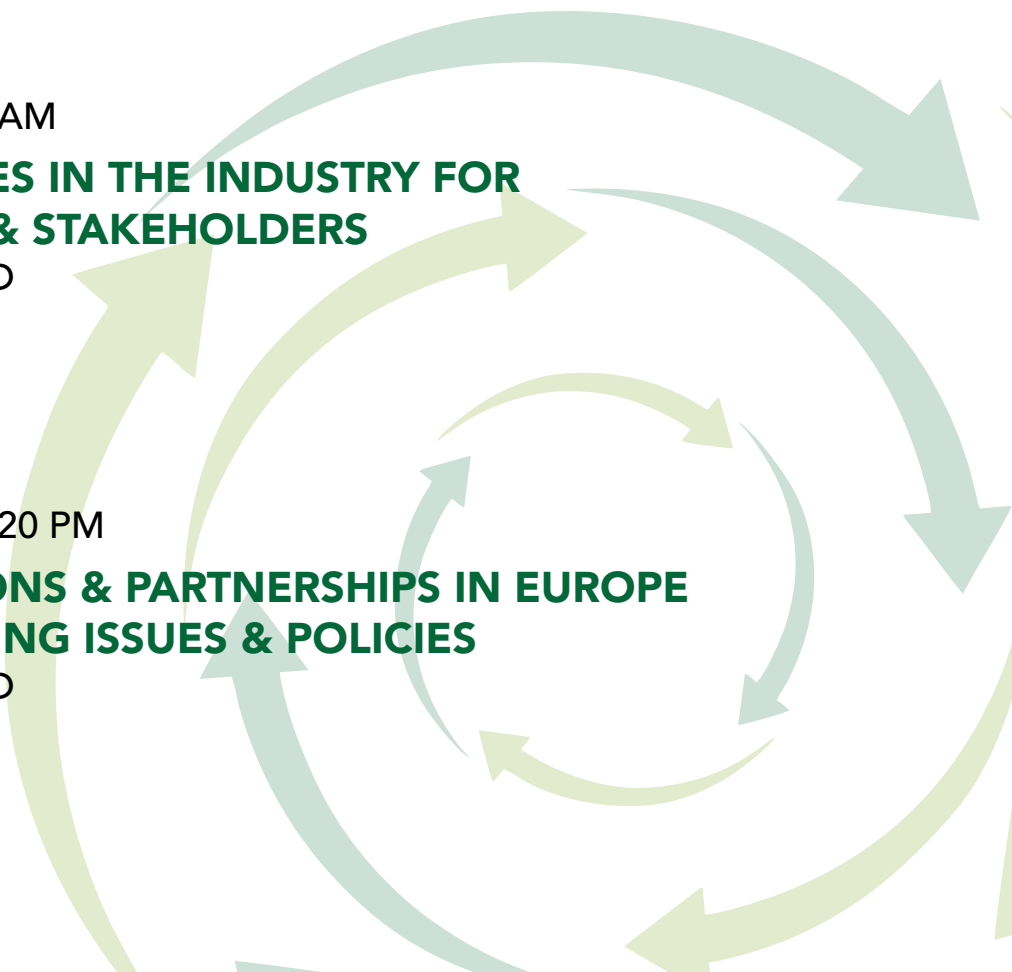 AM
ES IN THE INDUSTRY FOR
& STAKEHOLDERS
D
20 PM
ONS & PARTNERSHIPS IN EUROPE
NG ISSUES & POLICIES
D